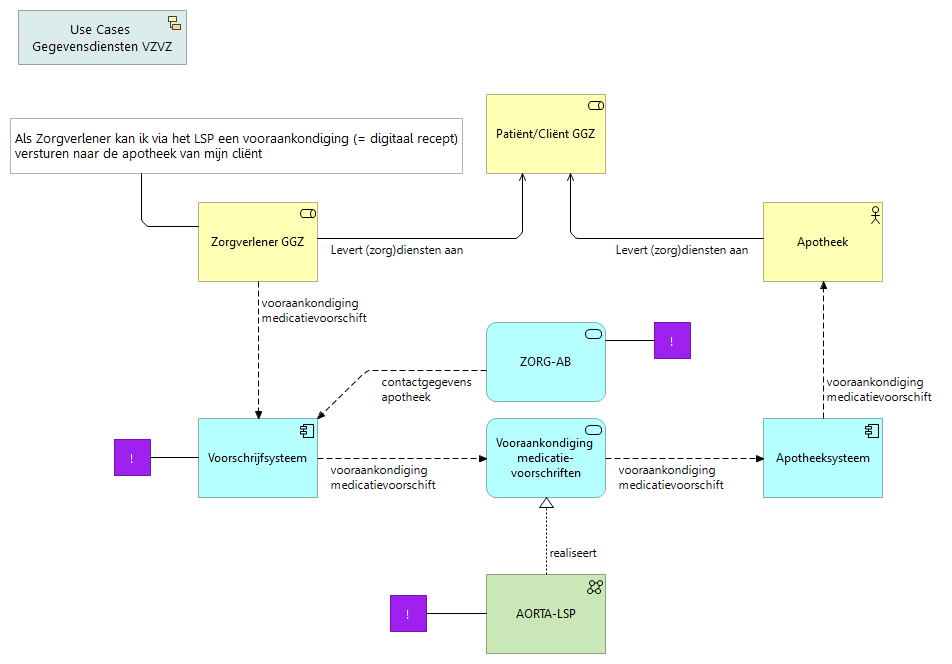 Use Cases
Gegevensdiensten VZVZ
Patiënt/Cliënt GGZ
Als Zorgverlener kan ik via het LSP een vooraankondiging (= digitaal recept)
versturen naar de apotheek van mijn cliënt
Zorgverlener GGZ
Levert (zorg)diensten aan
Levert (zorg)diensten aan
Apotheek
vooraankondiging
medicatievoorschift
ZORG-AB
!
contactgegevens
apotheek
vooraankondiging
medicatievoorschift
!
Voorschrijfsysteem
vooraankondiging
medicatievoorschift
Vooraankondiging
medicatie-
voorschriften
vooraankondiging
medicatievoorschift
Apotheeksysteem
realiseert
!
AORTA-LSP